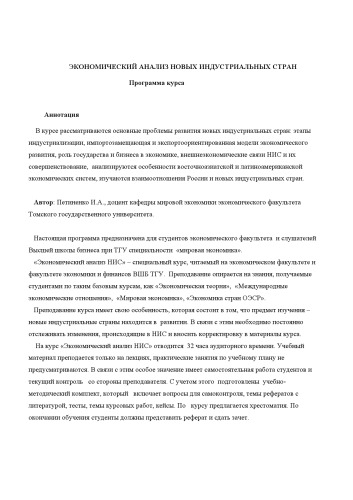 ЭКОНОМИЧЕСКИЙ АНАЛИЗ НОВЫХ ИНДУСТРИАЛЬНЫХ СТРАН
Программа курса
Аннотация
В курсе рассматриваются основные проблемы развития новых индустриальных стран: этапы
индустриализации, импортозамещающая и экспортоориентированная модели экономического
развития, роль государства и бизнеса в экономике, внешнеэкономические связи НИС и их
совершенствование, анализируются особенности восточноазиатской и латиноамериканской
экономических систем, изучаются взаимоотношения России и новых индустриальных стран.
Автор: Петиненко И.А., доцент кафедры мировой экономики экономического факультета
Томского государственного университета.
Настоящая программа предназначена для студентов экономического факультета и слушателей
Высшей школы бизнеса при ТГУ специальности «мировая экономика».
«Экономический анализ НИС» – специальный курс, читаемый на экономическом факультете и
факультете экономики и финансов ВШБ ТГУ. Преподавание опирается на знания, получаемые
студентами по таким базовым курсам, как «Экономическая теория», «Международные
экономические отношения», «Мировая экономика», «Экономика стран ОЭСР».
Преподавание курса имеет свою особенность, которая состоит в том, что предмет изучения –
новые индустриальные страны находится в развитии. В связи с этим необходимо постоянно
отслеживать изменения, происходящие в НИС и вносить корректировку в материалы курса.
На курс «Экономический анализ НИС» отводится 32 часа аудиторного времени. Учебный
материал преподается только на лекциях, практические занятия по учебному плану не
предусматриваются. В связи с этим особое значение имеет самостоятельная работа студентов и
текущий контроль со стороны преподавателя. С учетом этого подготовлены учебно-
методический комплект, который включает вопросы для самоконтроля, темы рефератов с
литературой, тесты, темы курсовых работ, кейсы. По курсу предлагается хрестоматия. По
окончании обучения студенты должны представить реферат и сдать зачет.